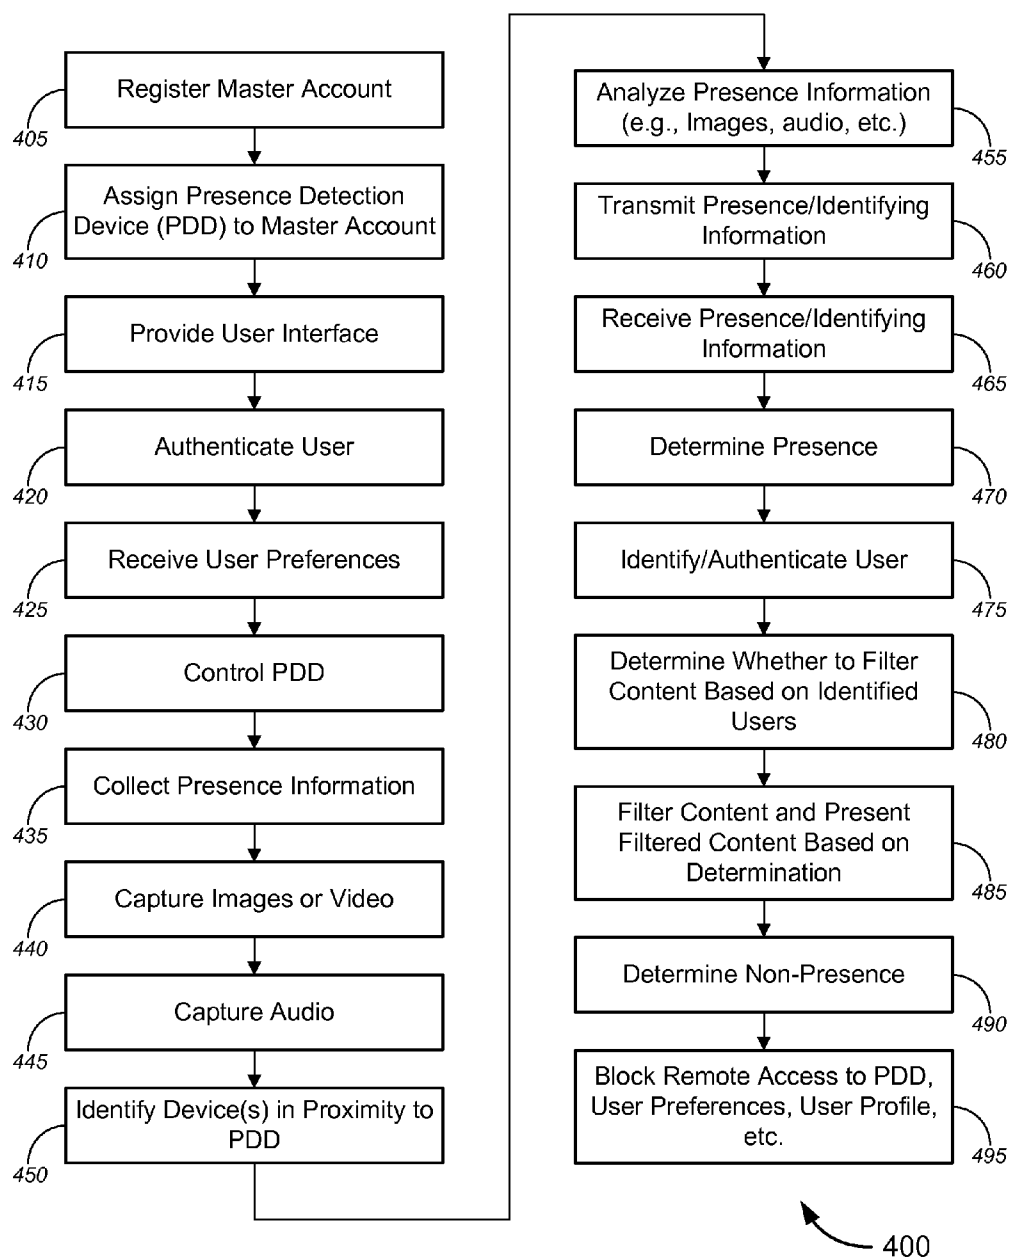 Register Master Account
405
Assign Presence Detection
Device (PDD) to Master Account
410
Provide User Interface
415
Authenticate User
420
Receive User Preferences
425
Control PDD
430
Collect Presence Information
435
Capture Images or Video
440
Capture Audio
445
Identify Device(s) in Proximity to
PDD
450
Analyze Presence Information
(e.g., Images, audio, etc.)
455
Transmit Presence/Identifying
Information
460
Receive Presence/Identifying
Information
465
Determine Presence
470
Identify/Authenticate User
475
Determine Whether to Filter
Content Based on Identified
Users
480
Filter Content and Present
Filtered Content Based on
Determination
485
Determine Non-Presence
490
Block Remote Access to PDD,
User Preferences, User Profile,
etc.
495
400